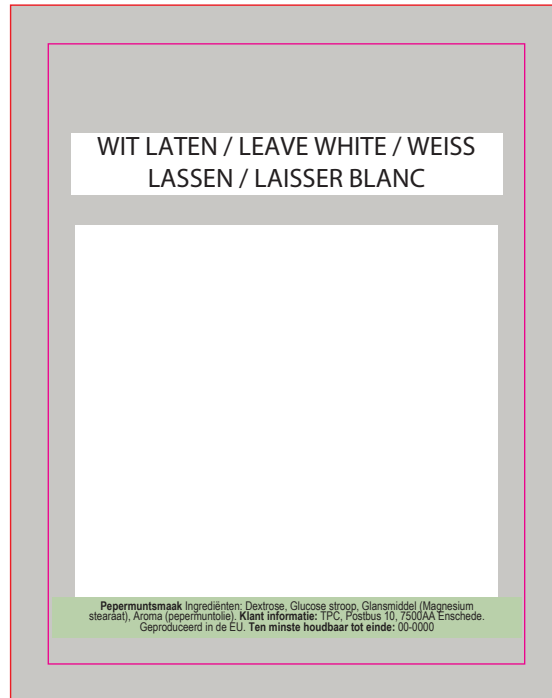 WIT LATEN / LEAVE WHITE / WEISS
LASSEN / LAISSER BLANC
Pepermuntsmaak Ingrediënten: Dextrose, Glucose stroop, Glansmiddel (Magnesium
stearaat), Aroma (pepermuntolie). Klant informatie: TPC, Postbus 10, 7500AA Enschede.
Geproduceerd in de EU. Ten minste houdbaar tot einde: 00-0000